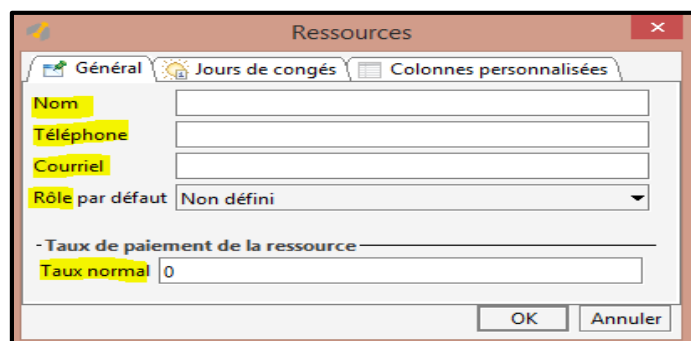 Ressources
Général Jours de congés Colonnes personnalisées
Nom
Téléphone
Courriel
Rôle par défaut Non défini
Taux de paiement de la ressource
Taux normal 0
OK Annuler